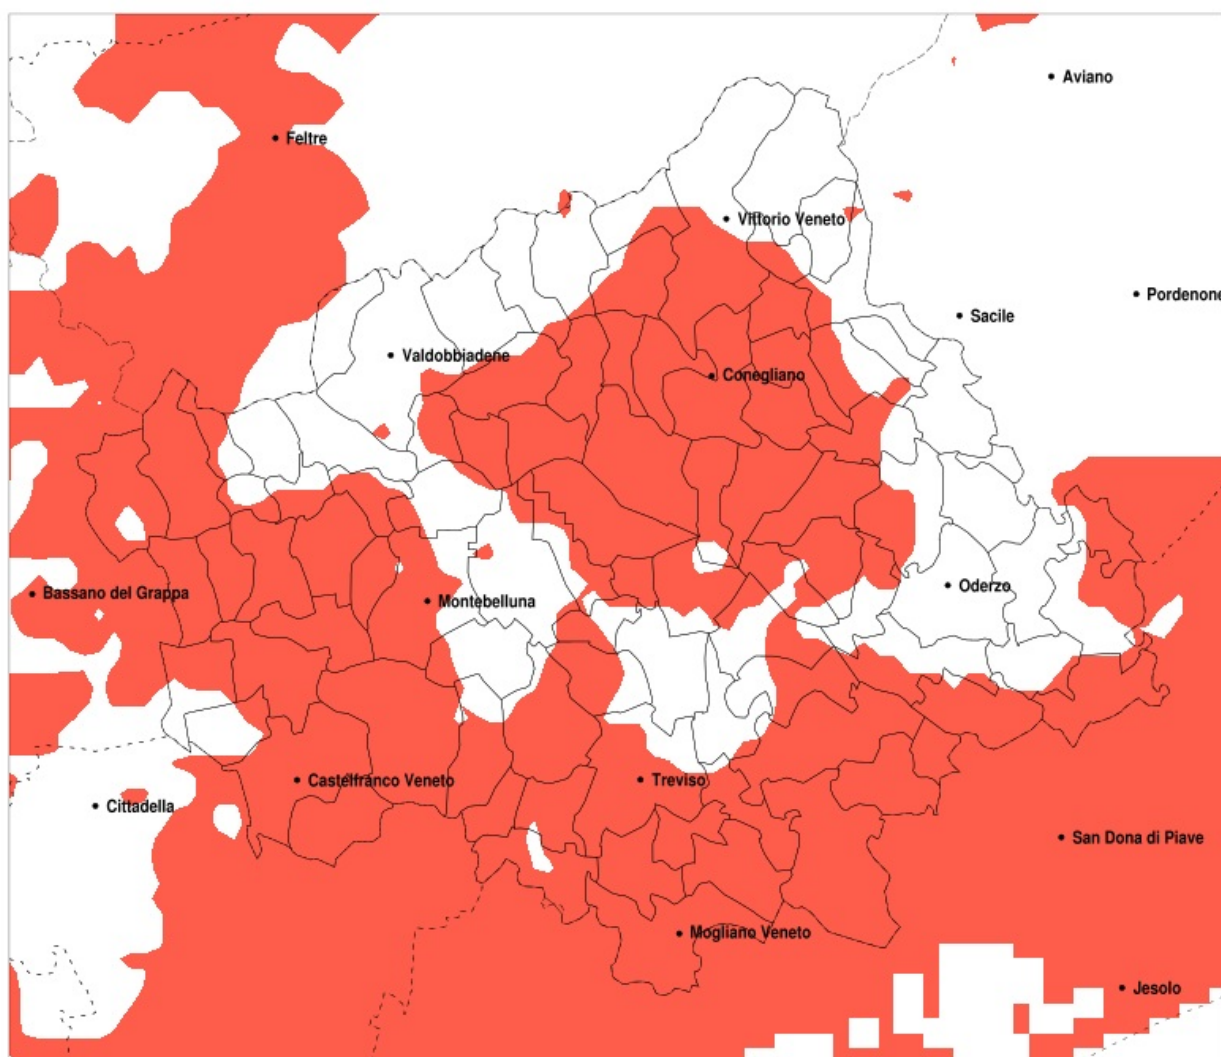 Aviano
Feltre
Vittorio Veneto
Pordenone
Sacile
Valdobbiadene
Conegliano
Oderzo
Bassano del Grappa
Montebelluna
Castelfranco Veneto
Treviso
Cittadella
San Dona di Piave
Mogliano Veneto
Jesolo